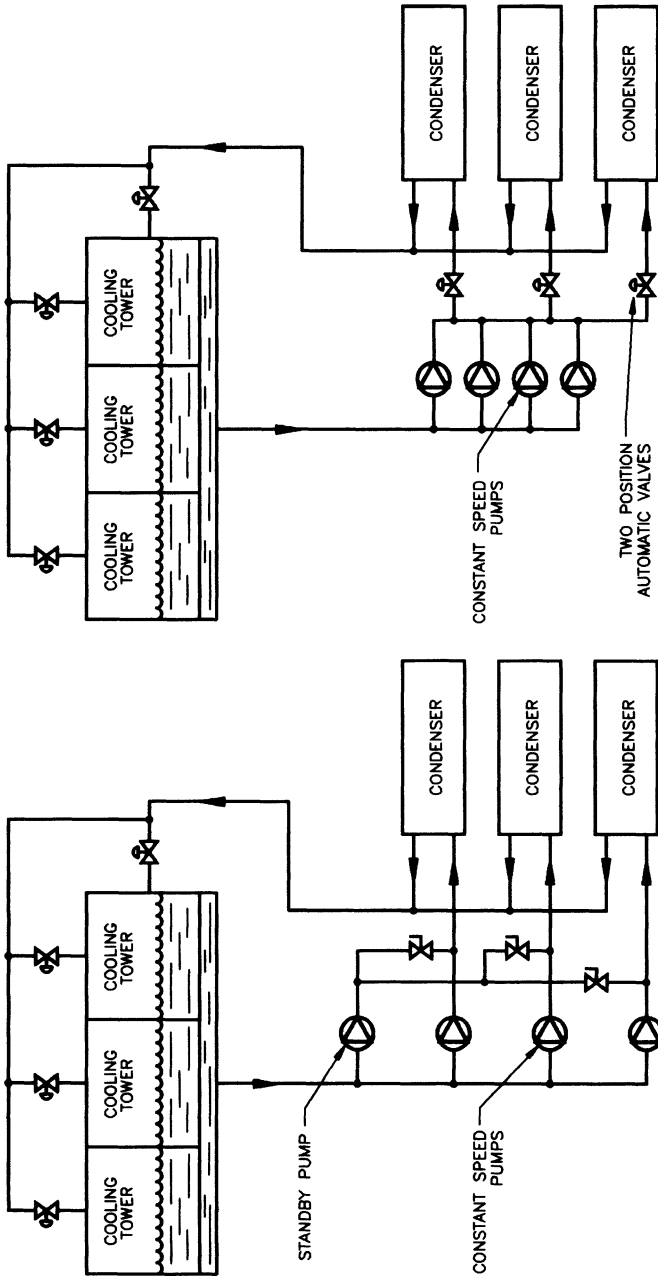 COOLING
TOWER
COOLING
TOWER
COOLING
TOWER
CONDENSER
CONDENSER
CONDENSER
CONSTANT SPEED
PUMPS
TWO POSITION
AUTOMATIC VALVES
COOLING
TOWER
COOLING
TOWER
COOLING
TOWER
CONDENSER
CONDENSER
CONDENSER
STANDBY PUMP
CONSTANT SPEED
PUMPS